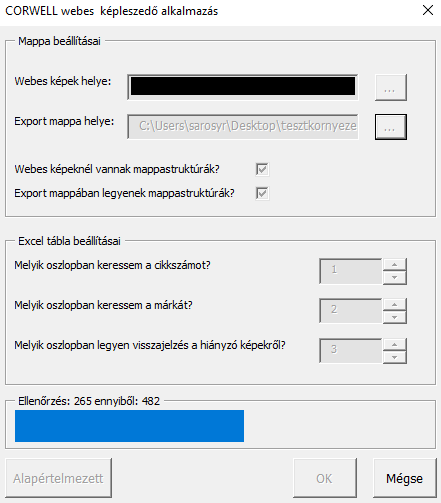 CORWELL webes képleszedő alkalmazás
Mappa beállításai
Webes képek helye:
...
Export mappa helye: C:\Users\sarosyr\Desktop\tesztkornyeze
...
Webes képeknél vannak mappastruktúrák?
Export mappában legyenek mappastruktúrák?
Excel tábla beállításai
Melyik oszlopban keressem a cikkszámot? 1
Melyik oszlopban keressem a márkát? 2
Melyik oszlopban legyen visszajelzés a hiányzó képekről? 3
Ellenőrzés: 265 ennyiből: 482
Alapértelmezett OK Mégse